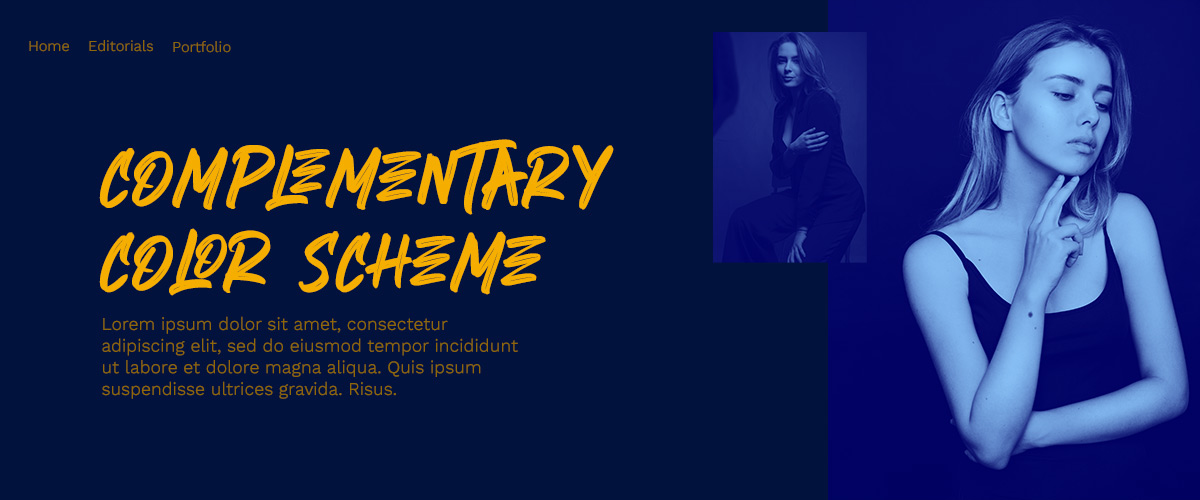 Home Editorials Portfolio
COMPLEMENTARY
COLOR SCHEME
Lorem ipsum dolor sit amet, consectetur
adipiscing elit, sed do eiusmod tempor incididunt
ut labore et dolore magna aliqua. Quis ipsum
suspendisse ultrices gravida. Risus.